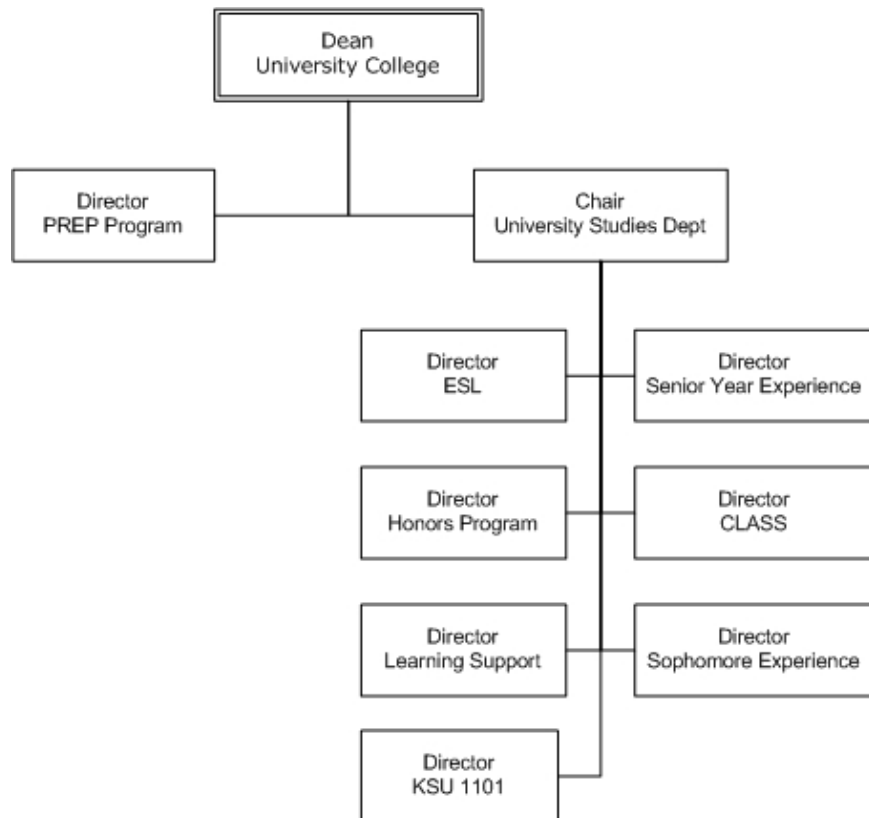 Dean
University College
Director
PREP Program
Chair
University Studies Dept
Director
ESL
Director
Senior Year Experience
Director
Honors Program
Director
CLASS
Director
Learning Support
Director
Sophomore Experience
Director
KSU 1101